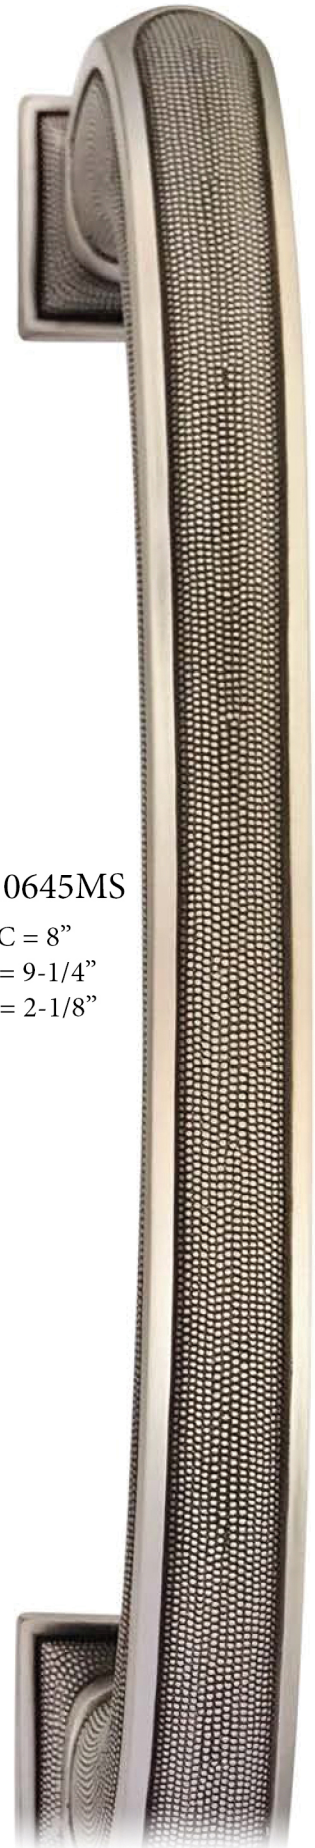 0645MS
C = 8”
= 9-1/4”
= 2-1/8”